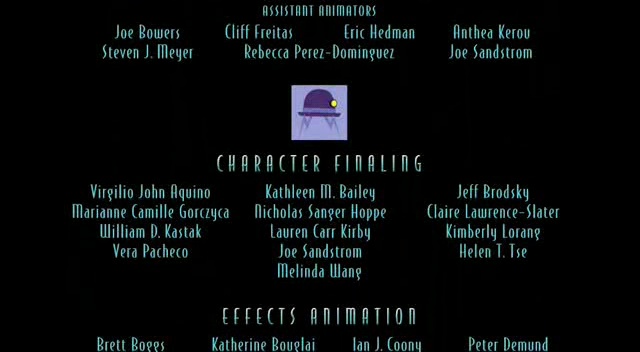 ASSISTANT ANIMATORS
Joe Bowers Cliff Freitas Eric Hedman Anthea Kerou
Steven J. Meyer Rebecca Perez-Dominguez Joe Sandstrom
CHARACTER FINALING
Virgilio John Aquino Kathleen M. Bailey Jeff Brodsky
Marianne Camille Gorczyca Nicholas Sanger Hoppe Claire Lawrence-Slater
William D. Kastak Lauren Carr Kirby Kimberly Lorang
Vera Pacheco Joe Sandstrom Helen T. Tse
Melinda Wang
EFFECTS ANIMATION
Brett Boggs Katherine Bouglai Ian J. Coony Peter Demund